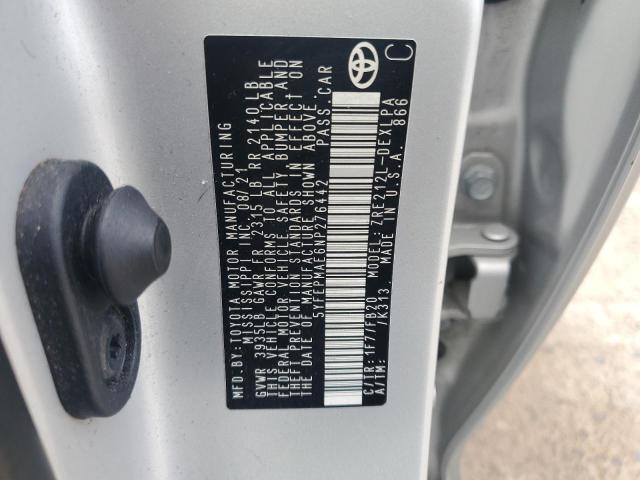 MFD.BY:TOYOTA MOTOR MANUFACTURING
MISSISSIPPI INC. 08/21
GVWR 3935LB GAWR FR 2315 LB RR 2140 LB
THIS VEHICLE CONFORMS TO ALL APPLICABLE
FEDERAL MOTOR VEHICLE SAFETY, BUMPER AND
THEFT PREVENTION STANDARDS IN EFFECT ON
THE DATE OF MANUFACTURE SHOWN ABOVE.
5YFEPMAE6NP276442 PASS.CAR
C/TR: 1F7/FB20 MODEL: ZRE212L-DEXLPA
A/TM: /K313. MADE IN U.S.A. 866
C